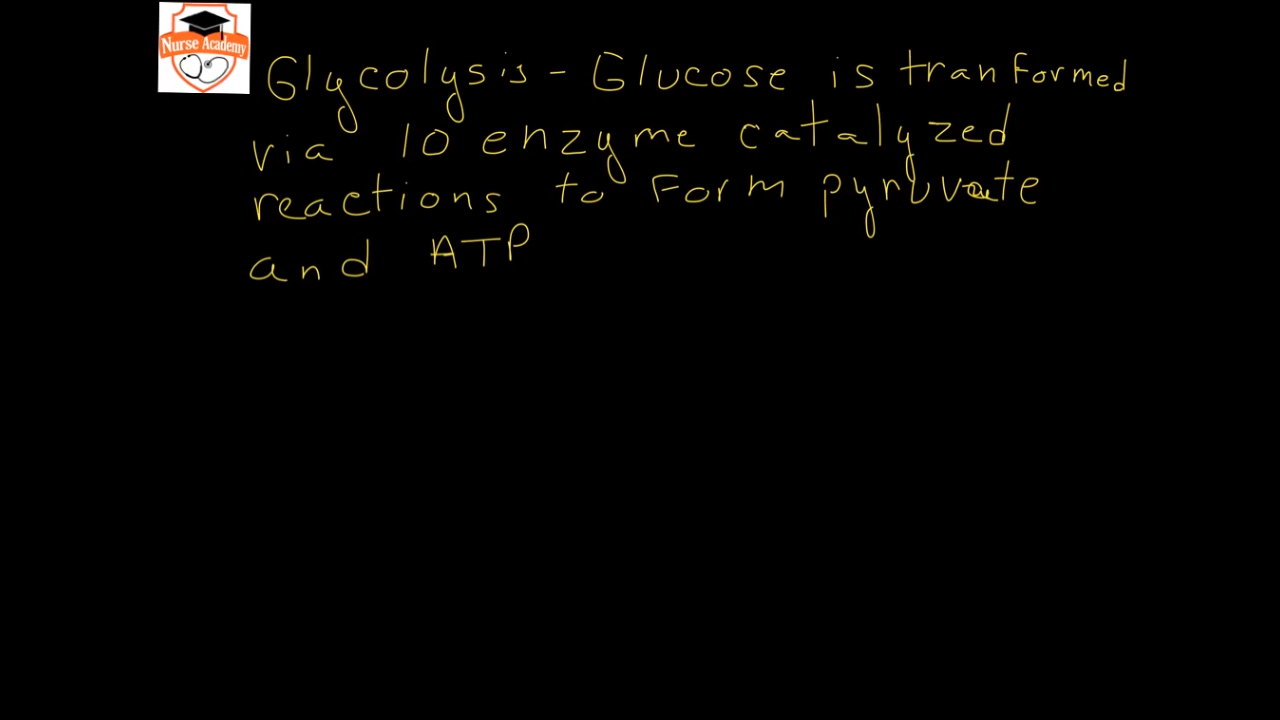 Nurse Academy
Glycolysis - Glucose is tranformed
via 10 enzyme catalyzed
reactions to form pyruvate
and ATP